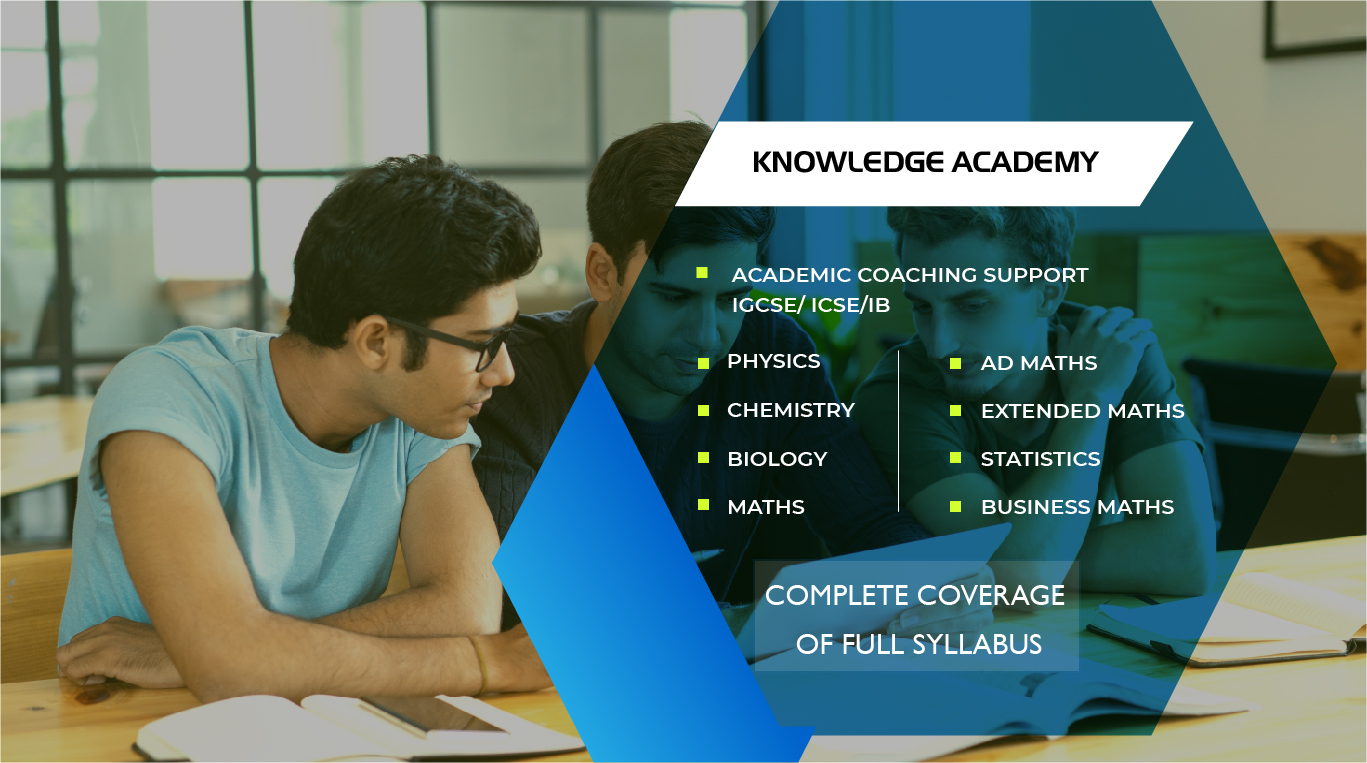 KNOWLEDGE ACADEMY
ACADEMIC COACHING SUPPORT
IGCSE/ ICSE/IB
PHYSICS
CHEMISTRY
BIOLOGY
MATHS
AD MATHS
EXTENDED MATHS
STATISTICS
BUSINESS MATHS
COMPLETE COVERAGE
OF FULL SYLLABUS